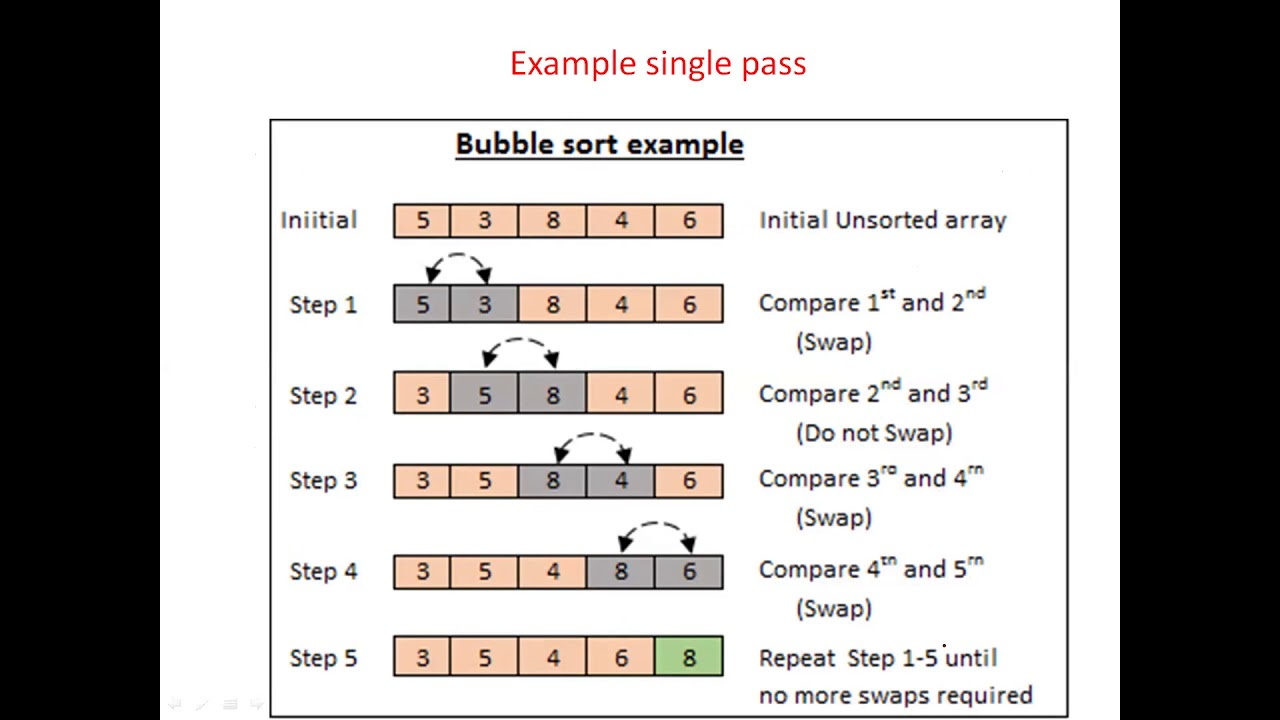 Example single pass
Bubble sort example
Iniitial 5 3 8 4 6 Initial Unsorted array
Step 1 5 3 8 4 6 Compare 1st and 2nd
(Swap)
Step 2 3 5 8 4 6 Compare 2nd and 3rd
(Do not Swap)
Step 3 3 5 8 4 6 Compare 3rd and 4th
(Swap)
Step 4 3 5 4 8 6 Compare 4th and 5th
(Swap)
Step 5 3 5 4 6 8 Repeat Step 1-5 until
no more swaps required